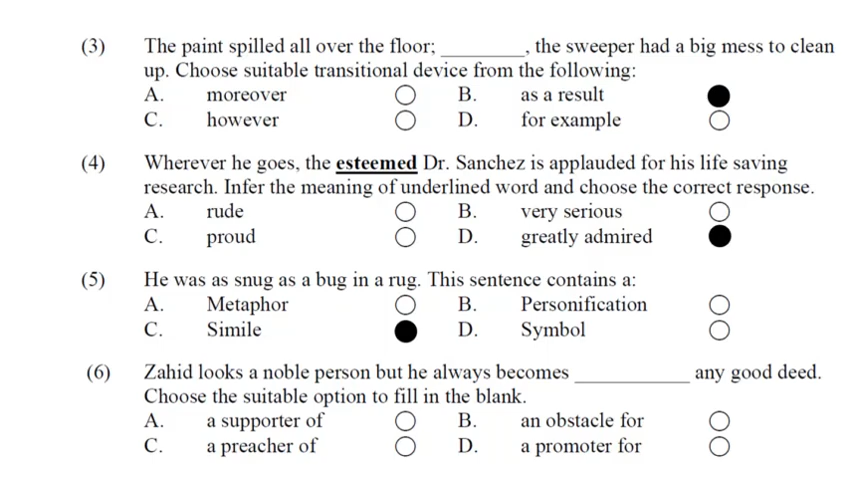 (3) The paint spilled all over the floor; ________, the sweeper had a big mess to clean
up. Choose suitable transitional device from the following:
A. moreover B. as a result
C. however D. for example
(4) Wherever he goes, the esteemed Dr. Sanchez is applauded for his life saving
research. Infer the meaning of underlined word and choose the correct response.
A. rude B. very serious
C. proud D. greatly admired
(5) He was as snug as a bug in a rug. This sentence contains a:
A. Metaphor B. Personification
C. Simile D. Symbol
(6) Zahid looks a noble person but he always becomes ___________ any good deed.
Choose the suitable option to fill in the blank.
A. a supporter of B. an obstacle for
C. a preacher of D. a promoter for